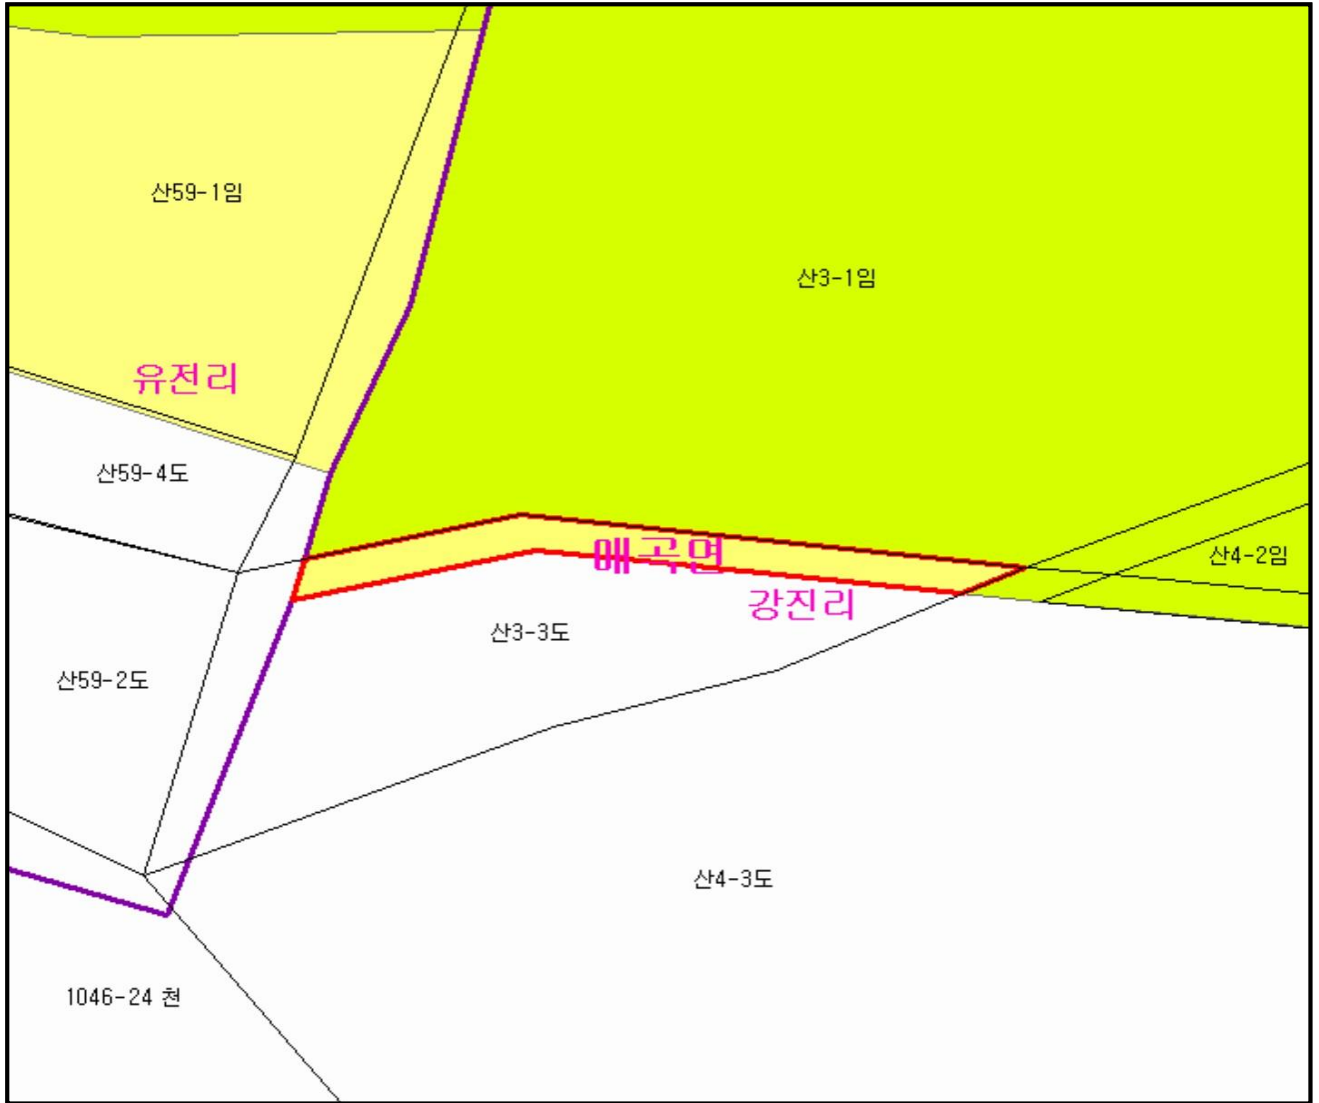 산59-1임
산3-1임
유전리
산59-4도
매곡면
산4-2임
강진리
산3-3도
산59-2도
산4-3도
1046-24 천